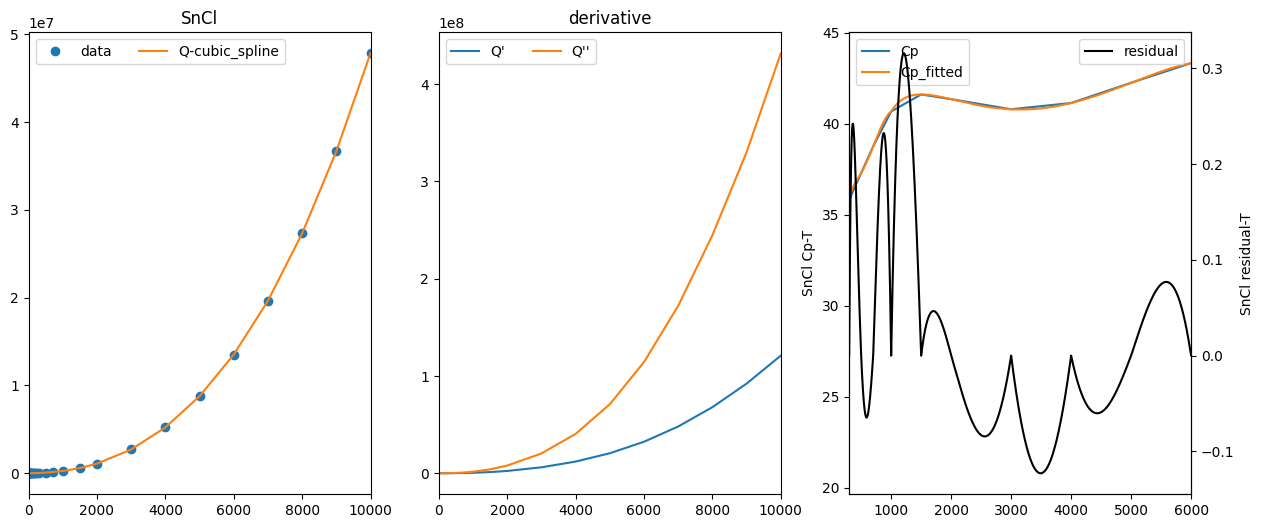 SnCl
1e7
data
Q-cubic_spline
5
4
3
2
1
0
0 2000 4000 6000 8000 10000
derivative
1e8
Q'
Q''
4
3
2
1
0
0 2000 4000 6000 8000 10000
Cp
Cp_fitted
residual
SnCl Cp-T
45
40
35
30
25
20
1000 2000 3000 4000 5000 6000
0.3
0.2
0.1
0.0
−0.1
SnCl residual-T